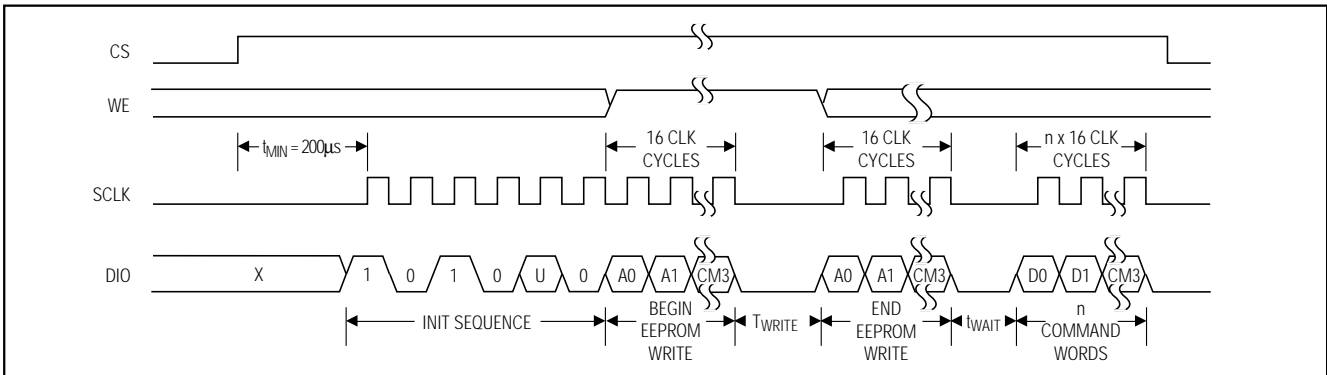 CS
WE
tMIN = 200µs
16 CLK
CYCLES
16 CLK
CYCLES
n x 16 CLK
CYCLES
SCLK
DIO
X
1
0
1
0
U
0
A0
A1
CM3
A0
A1
CM3
D0
D1
CM3
INIT SEQUENCE
BEGIN
EEPROM
WRITE
TWRITE
END
EEPROM
WRITE
tWAIT
n
COMMAND
WORDS